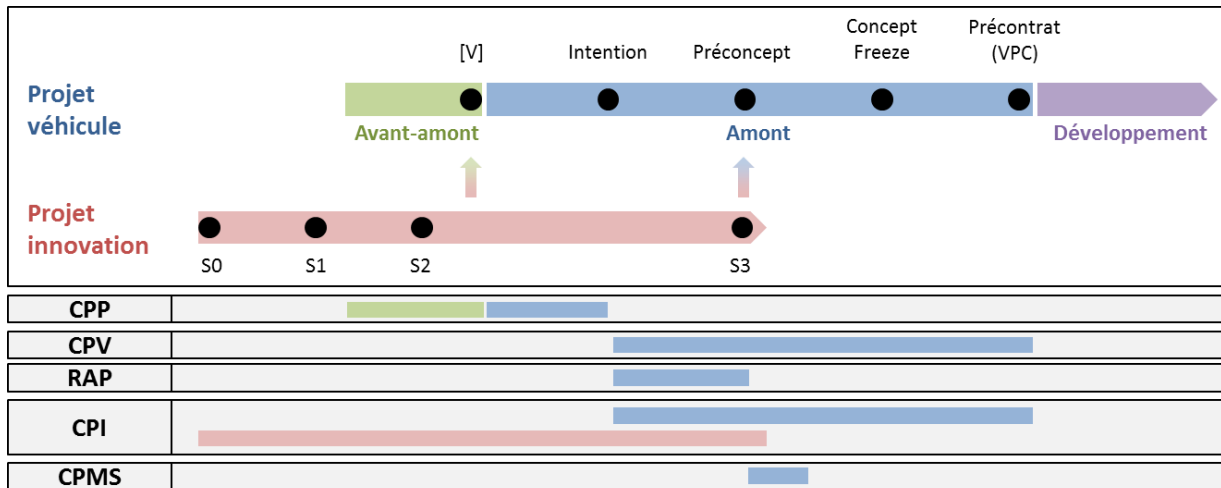 Concept
Précontrat
[V]
Intention
Préconcept
Freeze
(VPC)
Projet
véhicule
Avant-amont
Amont
Développement
Projet
innovation
S0
S1
S2
S3
CPP
CPV
RAP
CPI
CPMS